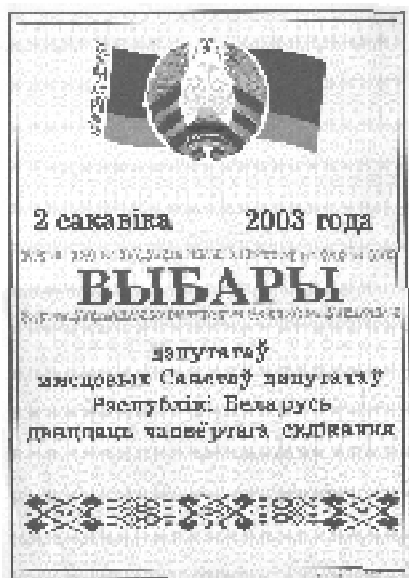 2 сакавіка 2003 года
ВЫБАРЫ
дэпутатаў
мясцовых Саветаў дэпутатаў
Рэспублікі Беларусь
дваццаць чацвёртага склікання